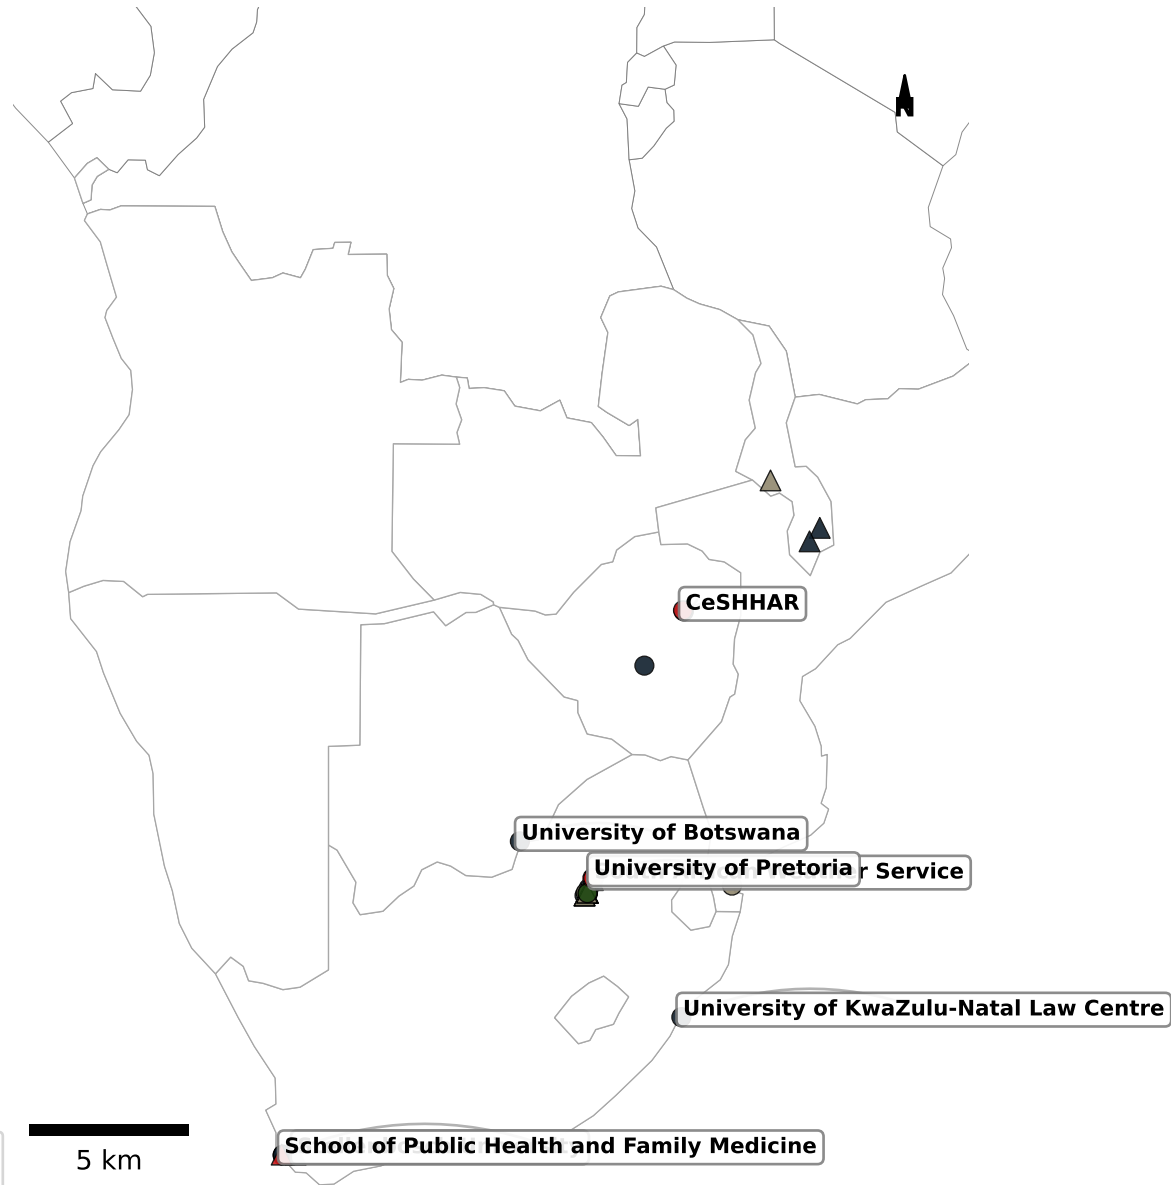 N
CeSHHAR
University of Botswana
University of Pretoria
r Service
University of KwaZulu-Natal Law Centre
School of Public Health and Family Medicine
5 km